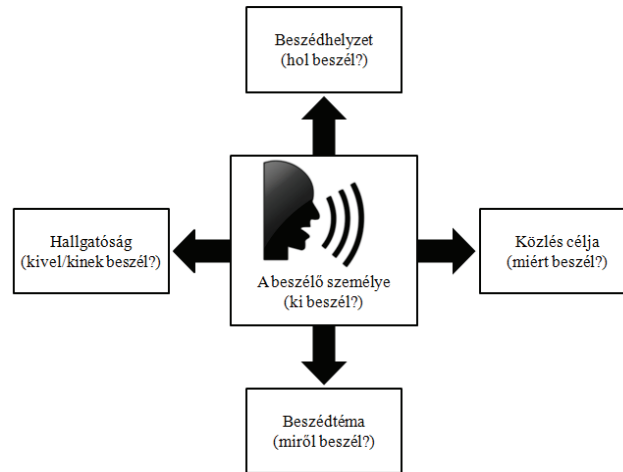 Beszédhelyzet
(hol beszél?)
Hallgatóság
(kivel/kinek beszél?)
A beszélő személye
(ki beszél?)
Közlés célja
(miért beszél?)
Beszédtéma
(miről beszél?)